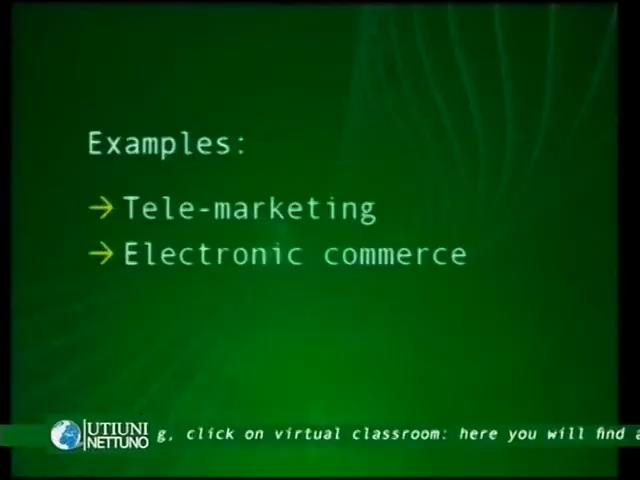 Examples:
→ Tele-marketing
→ Electronic commerce
UTIUNI
NETTUNO
g, click on virtual classroom: here you will find a